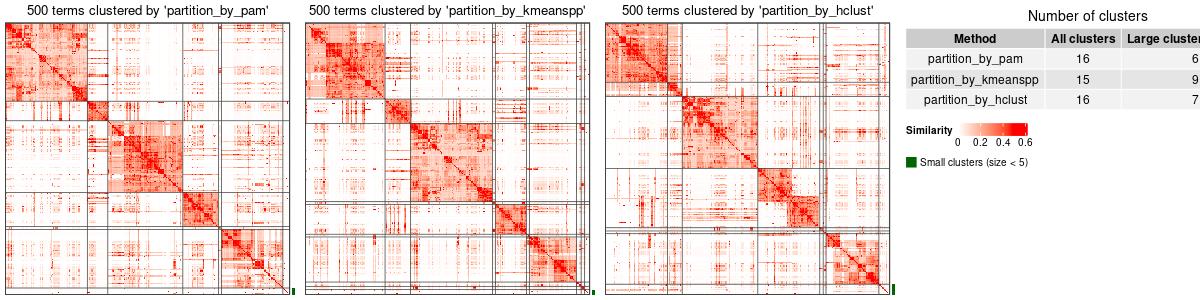 500 terms clustered by 'partition_by_pam'
500 terms clustered by 'partition_by_kmeanspp'
500 terms clustered by 'partition_by_hclust'
Number of clusters
Method All clusters Large cluster
partition_by_pam 16 6
partition_by_kmeanspp 15 9
partition_by_hclust 16 7
Similarity
0 0.2 0.4 0.6
Small clusters (size < 5)